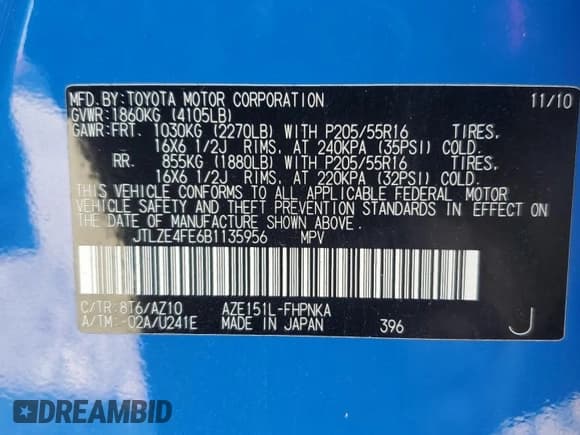 MFD.BY:TOYOTA MOTOR CORPORATION 11/10
GVWR:1860KG (4105LB)
GAWR:FRT. 1030KG (2270LB) WITH P205/55R16 TIRES,
16X6 1/2J RIMS, AT 240KPA (35PSI) COLD.
RR. 855KG (1880LB) WITH P205/55R16 TIRES,
16X6 1/2J RIMS, AT 220KPA (32PSI) COLD.
THIS VEHICLE CONFORMS TO ALL APPLICABLE FEDERAL MOTOR
VEHICLE SAFETY AND THEFT PREVENTION STANDARDS IN EFFECT ON
THE DATE OF MANUFACTURE SHOWN ABOVE.
JTLZE4FE6B1135956 MPV
C/TR:8T6/AZ10 AZE151L-FHPNKA
A/TM:-02A/U241E MADE IN JAPAN 396 J
DREAMBID